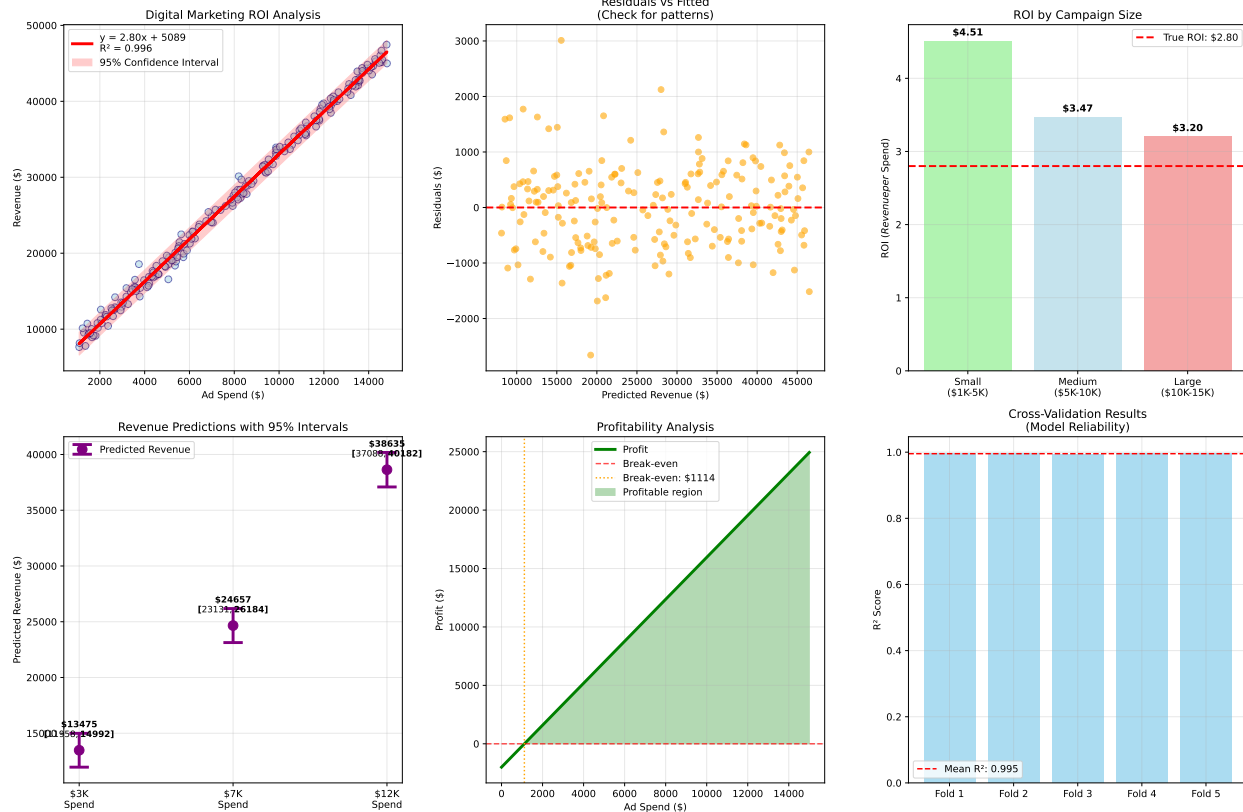 Digital Marketing ROI Analysis
y = 2.80x + 5089
R² = 0.996
95% Confidence Interval
50000
40000
30000
20000
10000
Revenue ($)
2000 4000 6000 8000 10000 12000 14000
Ad Spend ($)
Residuals vs Fitted
(Check for patterns)
3000
2000
1000
0
−1000
−2000
Residuals ($)
10000 15000 20000 25000 30000 35000 40000 45000
Predicted Revenue ($)
ROI by Campaign Size
True ROI: $2.80
$4.51
$3.47
$3.20
4
3
2
1
0
ROI (Revenueper Spend)
Small Medium Large
($1K-5K) ($5K-10K) ($10K-15K)
Revenue Predictions with 95% Intervals
Predicted Revenue
$38635
[37088, 40182]
$24657
[23131, 26184]
$13475
[11958, 14992]
40000
35000
30000
25000
20000
15000
Predicted Revenue ($)
$3K $7K $12K
Spend Spend Spend
Profitability Analysis
Profit
Break-even
Break-even: $1114
Profitable region
25000
20000
15000
10000
5000
0
Profit ($)
0 2000 4000 6000 8000 10000 12000 14000
Ad Spend ($)
Cross-Validation Results
(Model Reliability)
1.0
0.8
0.6
0.4
0.2
0.0
R² Score
Mean R²: 0.995
Fold 1 Fold 2 Fold 3 Fold 4 Fold 5